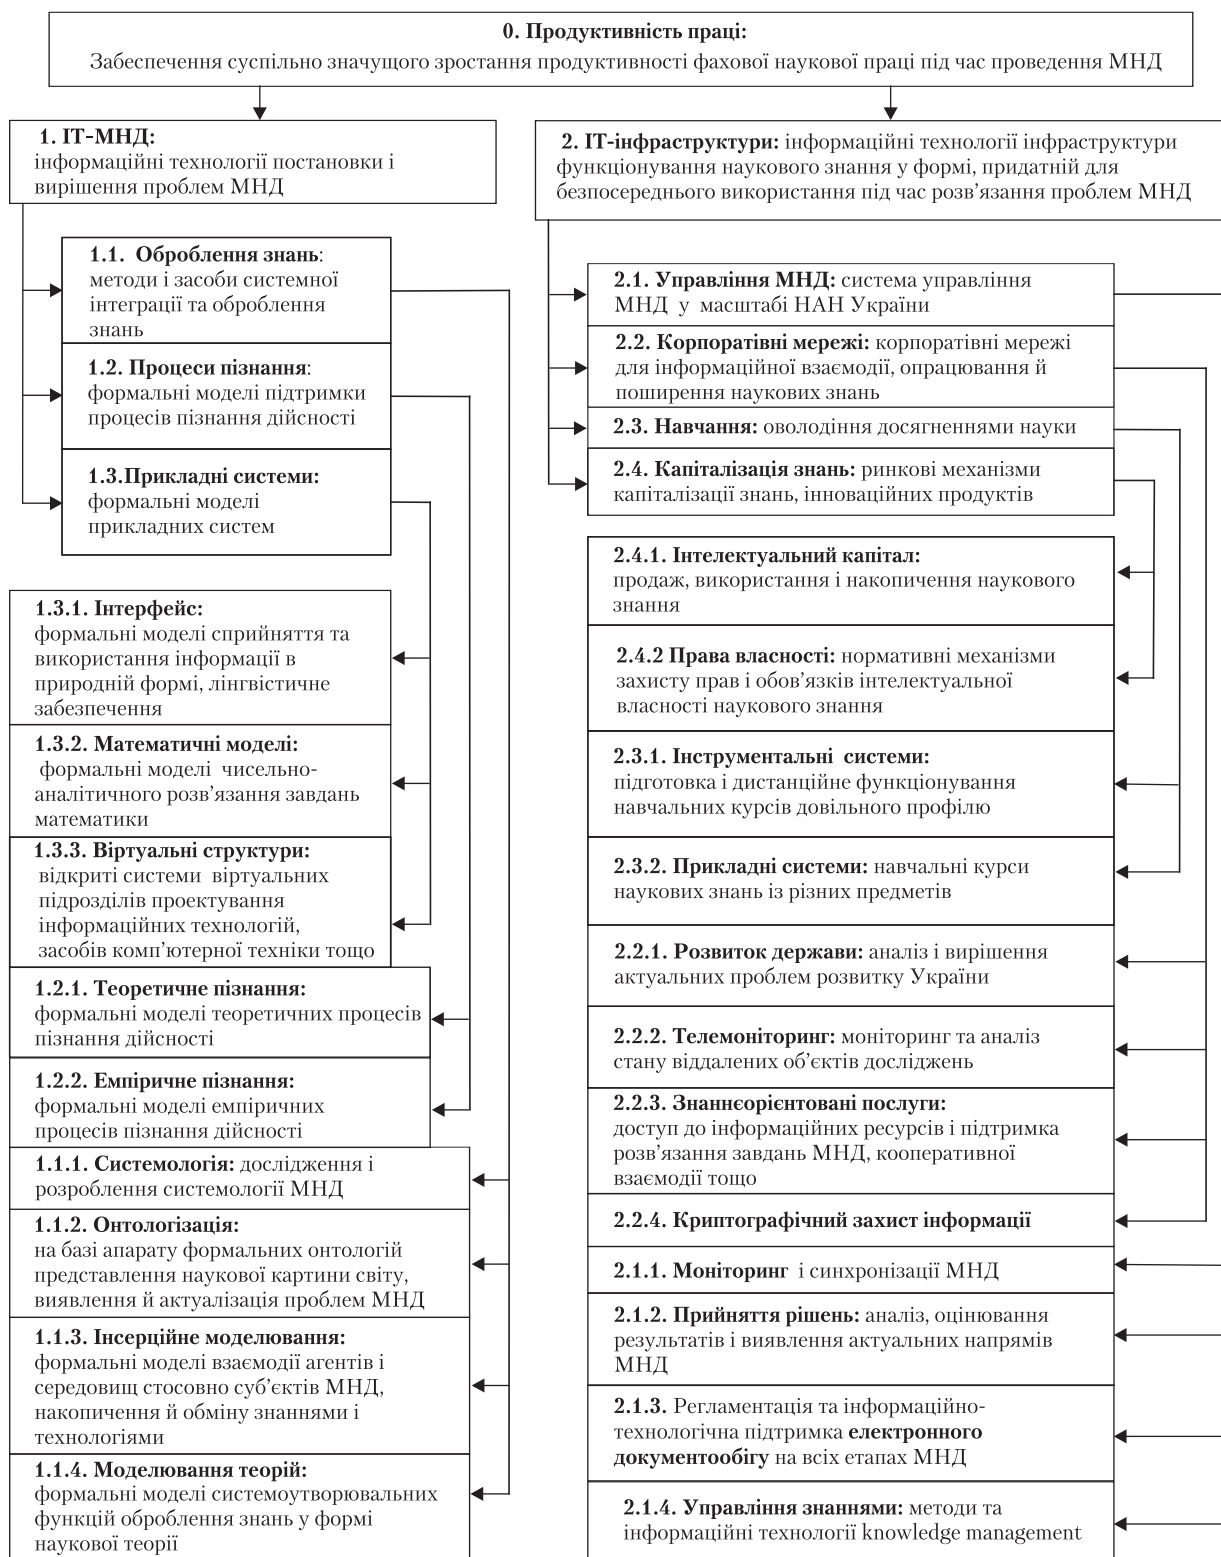 0. Продуктивність праці:
Забезпечення суспільно значущого зростання продуктивності фахової наукової праці під час проведення МНД
1. ІТ-МНД:
інформаційні технології постановки і
вирішення проблем МНД
1.1. Оброблення знань:
методи і засоби системної
інтеграції та оброблення
знань
1.2. Процеси пізнання:
формальні моделі підтримки
процесів пізнання дійсності
1.3.Прикладні системи:
формальні моделі
прикладних систем
1.3.1. Інтерфейс:
формальні моделі сприйняття та
використання інформації в
природній формі, лінгвістичне
забезпечення
1.3.2. Математичні моделі:
формальні моделі чисельно-
аналітичного розв’язання завдань
математики
1.3.3. Віртуальні структури:
відкриті системи віртуальних
підрозділів проектування
інформаційних технологій,
засобів комп’ютерної техніки тощо
1.2.1. Теоретичне пізнання:
формальні моделі теоретичних процесів
пізнання дійсності
1.2.2. Емпіричне пізнання:
формальні моделі емпіричних
процесів пізнання дійсності
1.1.1. Системологія: дослідження і
розроблення системології МНД
1.1.2. Онтологізація:
на базі апарату формальних онтологій
представлення наукової картини світу,
виявлення й актуалізація проблем МНД
1.1.3. Інсерційне моделювання:
формальні моделі взаємодії агентів і
середовищ стосовно суб’єктів МНД,
накопичення й обміну знаннями і
технологіями
1.1.4. Моделювання теорій:
формальні моделі системоутворювальних
функцій оброблення знань у формі
наукової теорії
2. ІТ-інфраструктури: інформаційні технології інфраструктури
функціонування наукового знання у формі, придатній для
безпосереднього використання під час розв’язання проблем МНД
2.1. Управління МНД: система управління
МНД у масштабі НАН України
2.2. Корпоратівні мережі: корпоратівні мережі
для інформаційної взаємодії, опрацювання й
поширення наукових знань
2.3. Навчання: оволодіння досягненнями науки
2.4. Капіталізація знань: ринкові механізми
капіталізації знань, інноваційних продуктів
2.4.1. Інтелектуальний капітал:
продаж, використання і накопичення наукового
знання
2.4.2 Права власності: нормативні механізми
захисту прав і обов’язків інтелектуальної
власності наукового знання
2.3.1. Інструментальні системи:
підготовка і дистанційне функціонування
навчальних курсів довільного профілю
2.3.2. Прикладні системи: навчальні курси
наукових знань із різних предметів
2.2.1. Розвиток держави: аналіз і вирішення
актуальних проблем розвитку України
2.2.2. Телемоніторинг: моніторинг та аналіз
стану віддалених об’єктів досліджень
2.2.3. Знаннєорієнтовані послуги:
доступ до інформаційних ресурсів і підтримка
розв’язання завдань МНД, кооперативної
взаємодії тощо
2.2.4. Криптографічний захист інформації
2.1.1. Моніторинг і синхронізації МНД
2.1.2. Прийняття рішень: аналіз, оцінювання
результатів і виявлення актуальних напрямів
МНД
2.1.3. Регламентація та інформаційно-
технологічна підтримка електронного
документообігу на всіх етапах МНД
2.1.4. Управління знаннями: методи та
інформаційні технології knowledge management